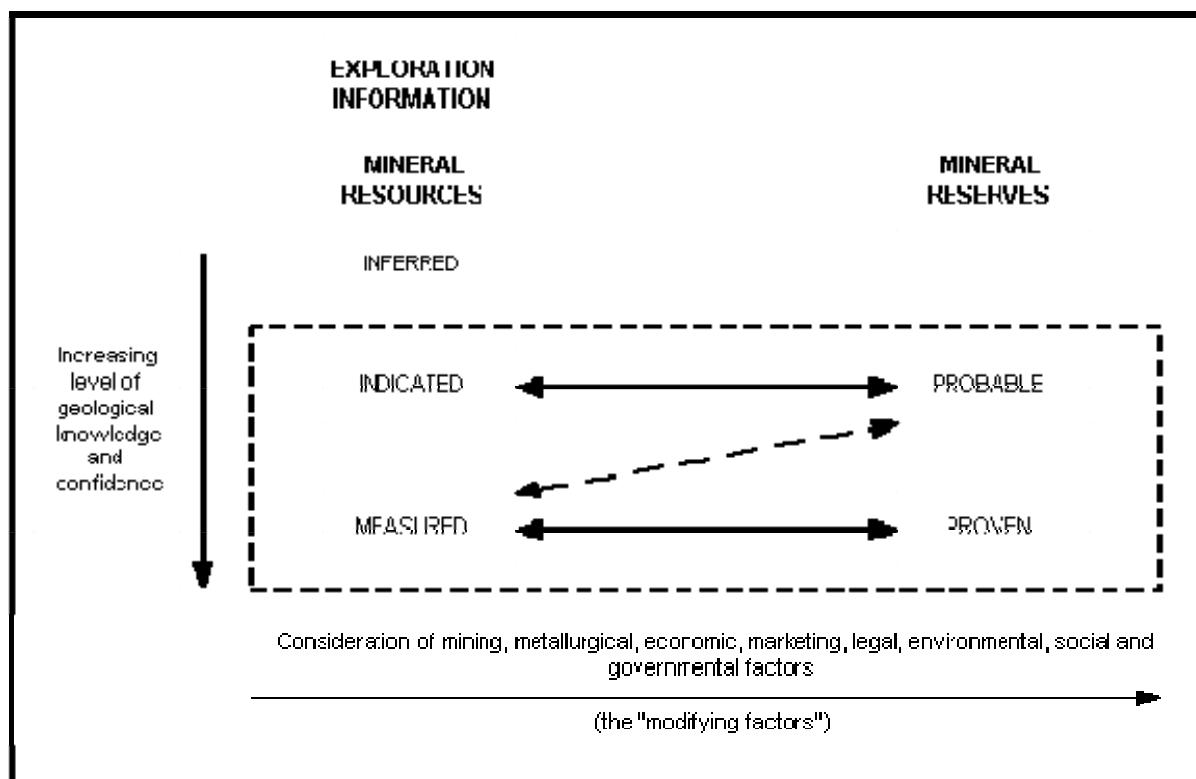 EXPLORATION
INFORMATION
MINERAL
RESOURCES
MINERAL
RESERVES
INFERRED
Increasing
level of
geological
knowledge
and
confidence
INDICATED
PROBABLE
MEASURED
PROVEN
Consideration of mining, metallurgical, economic, marketing, legal, environmental, social and
governmental factors
(the "modifying factors")